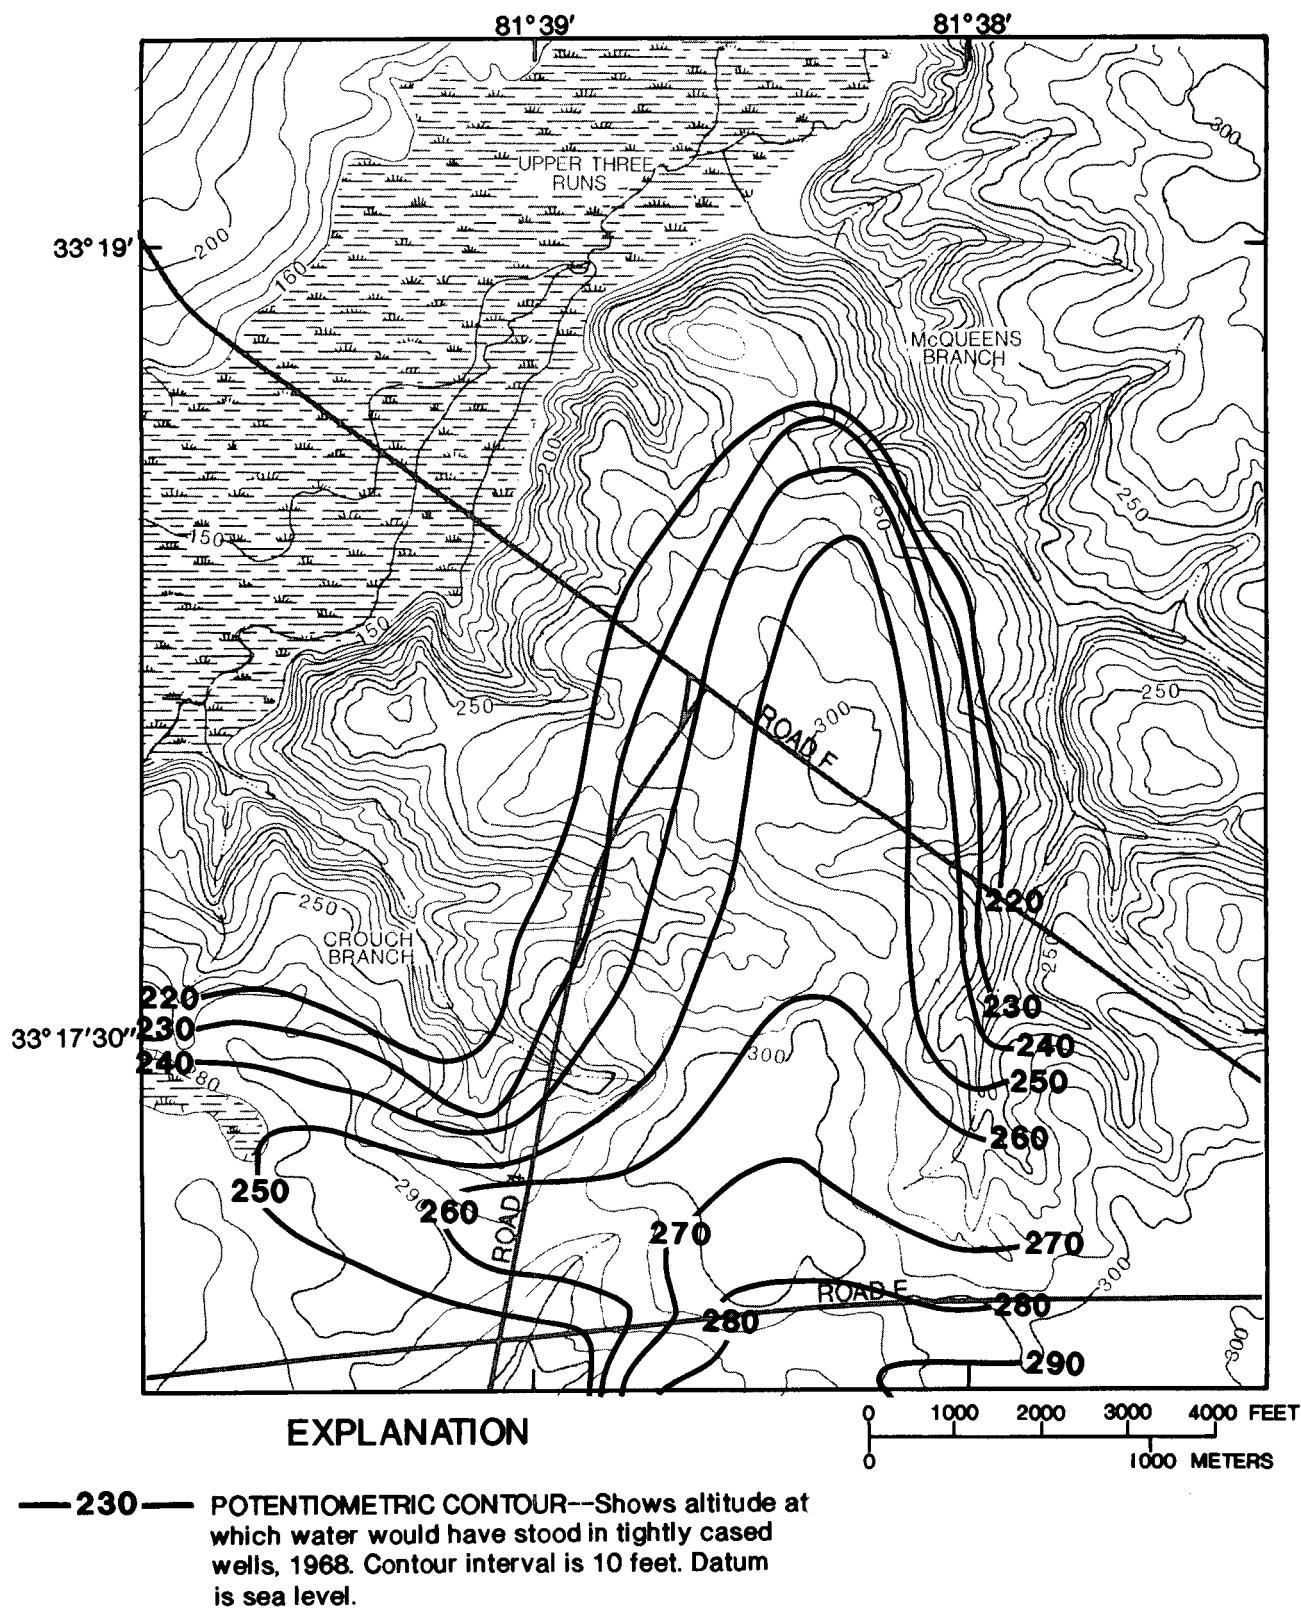 81°39′
81°38′
300
UPPER THREE
RUNS
33°19′
200
160
McQUEENS
BRANCH
200
250
250
150
150
250
250
300
ROAD F
250
220
CROUCH
BRANCH
250
220
230
230
33°17′30″
240
240
300
280
250
260
250
290
260
ROAD 4
270
270
300
ROAD E
280
280
300
290
EXPLANATION
0 1000 2000 3000 4000 FEET
0 1000 METERS
230
POTENTIOMETRIC CONTOUR--Shows altitude at
which water would have stood in tightly cased
wells, 1968. Contour interval is 10 feet. Datum
is sea level.